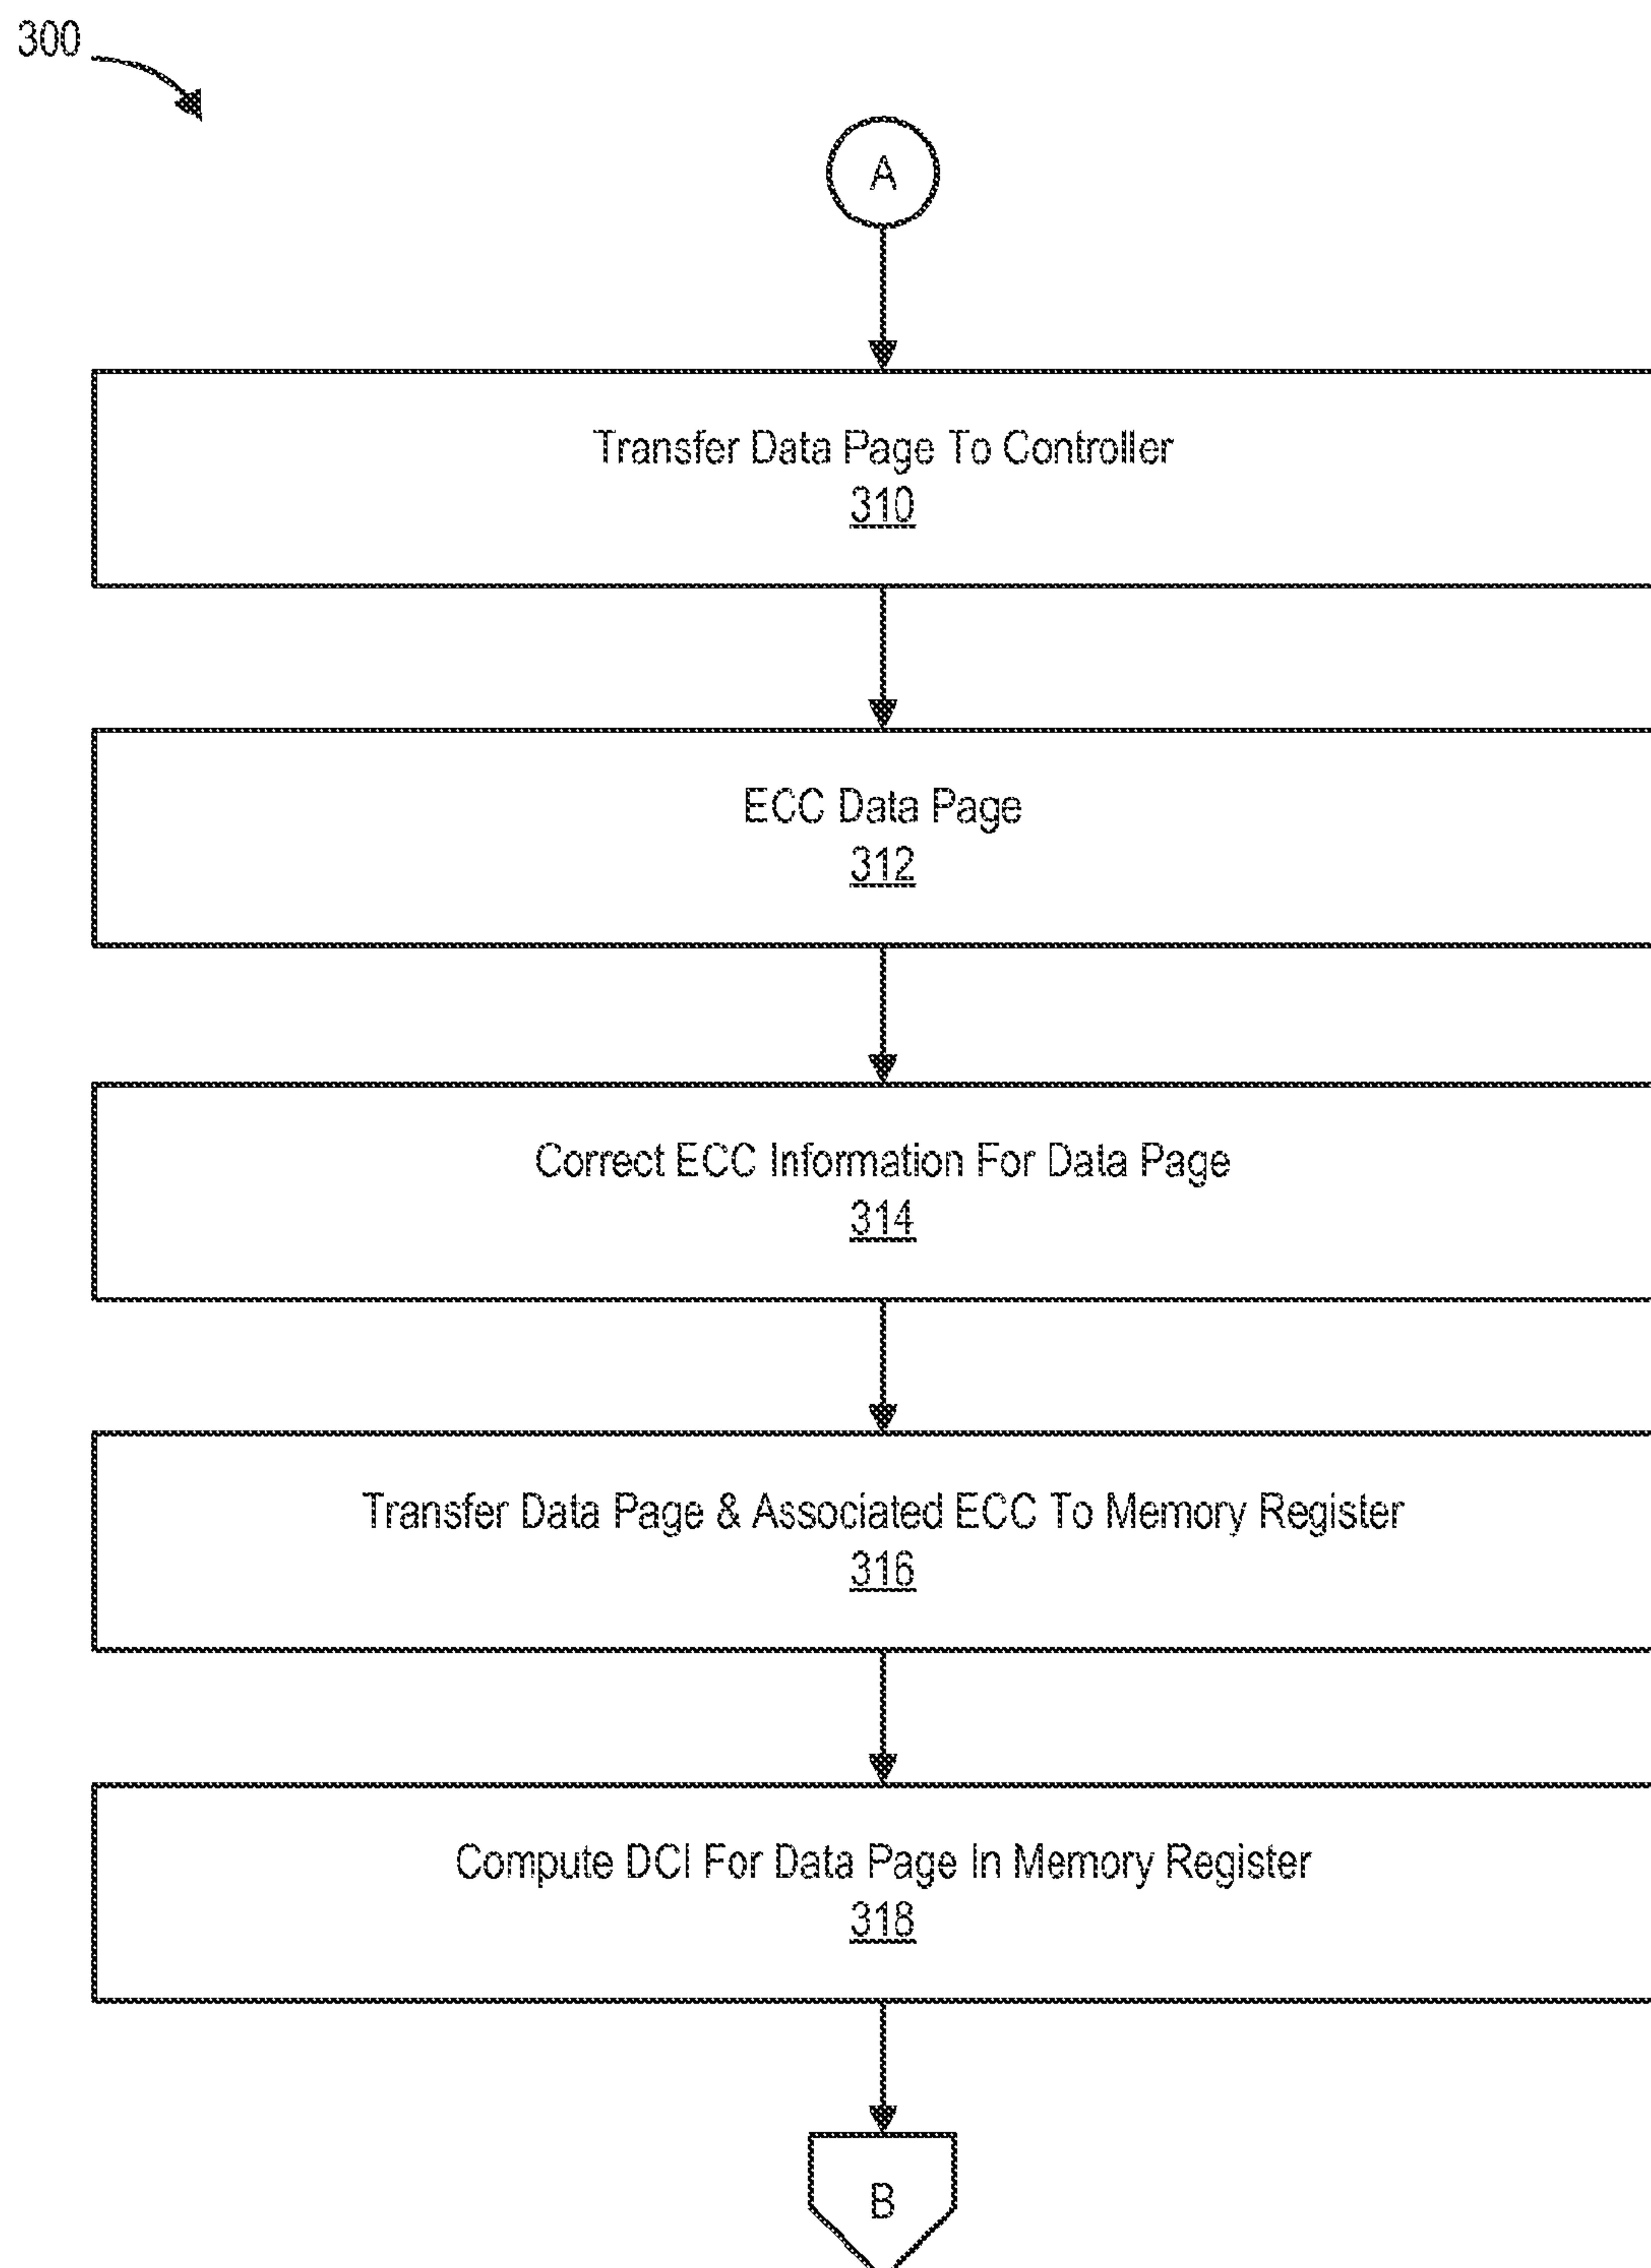 300
A
Transfer Data Page To Controller
310
ECC Data Page
312
Correct ECC Information For Data Page
314
Transfer Data Page & Associated ECC To Memory Register
316
Compute DCI For Data Page In Memory Register
318
B